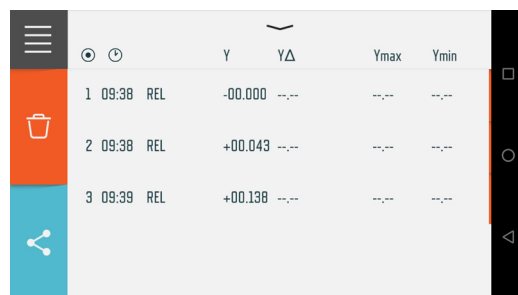 Y YΔ Ymax Ymin
1 09:38 REL -00.000 --.-- --.-- --.--
2 09:38 REL +00.043 --.-- --.-- --.--
3 09:39 REL +00.138 --.-- --.-- --.--